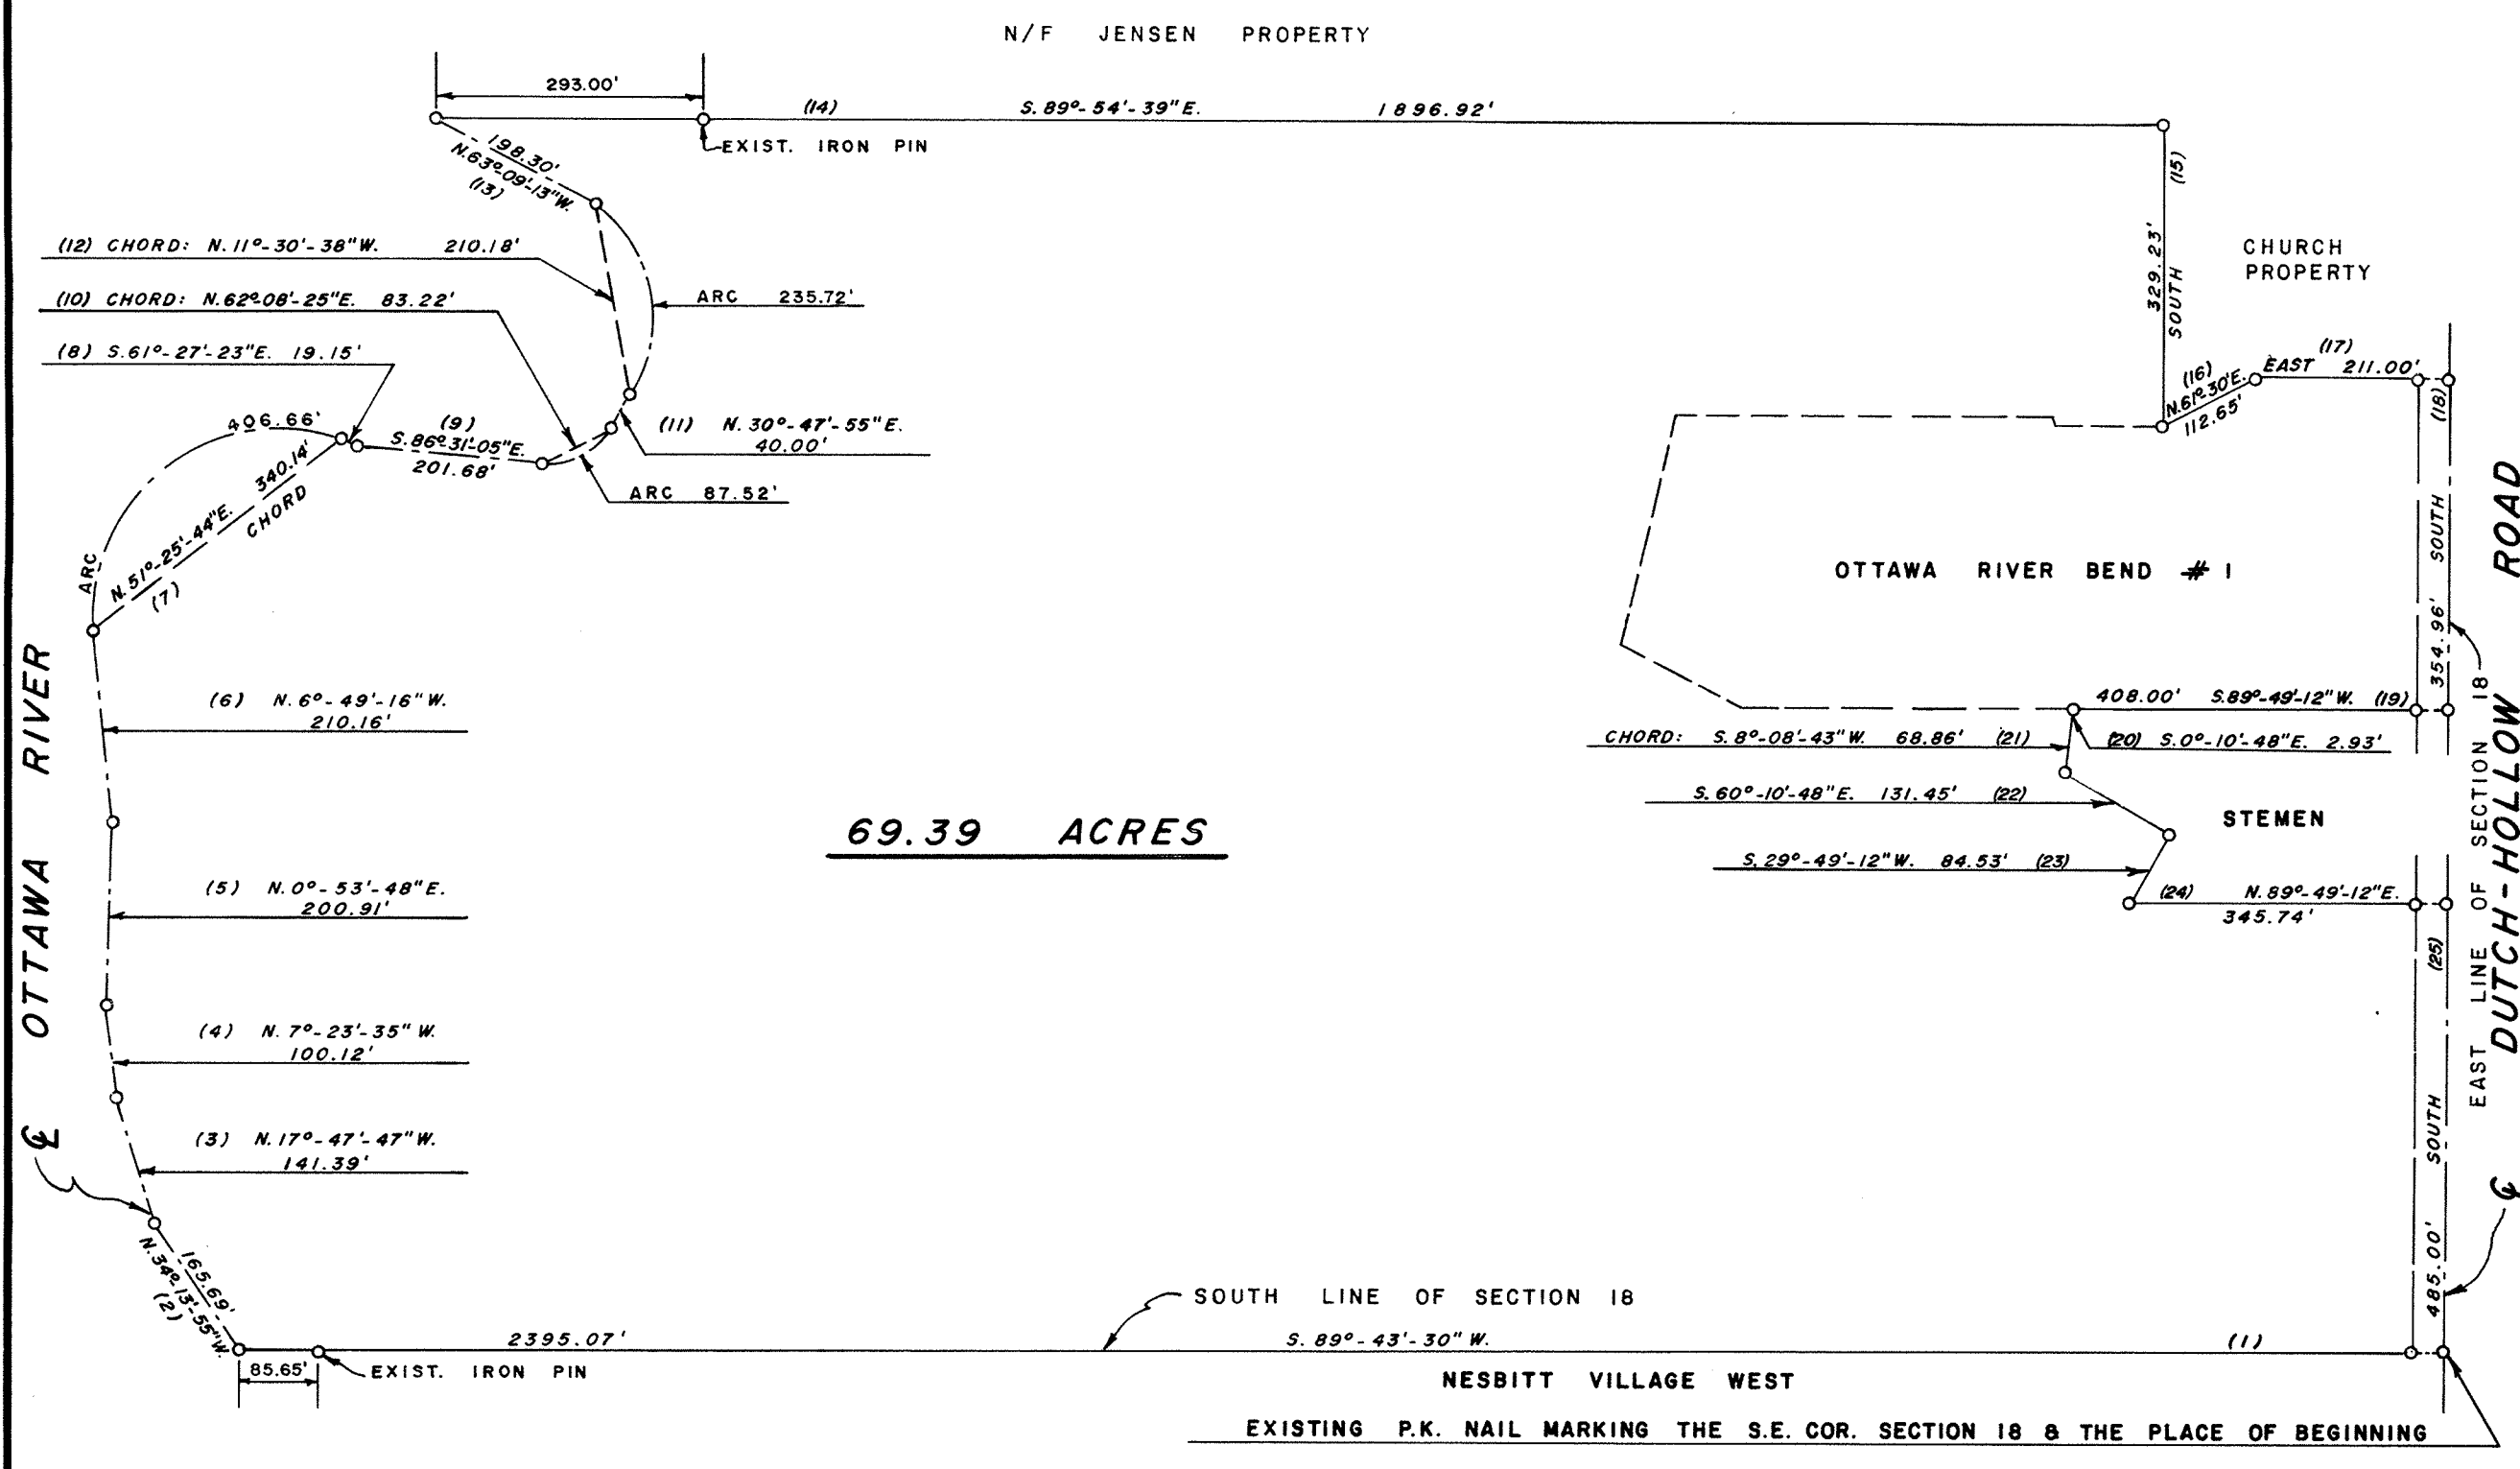 N/F JENSEN PROPERTY
293.00'
(14) S. 89°-54'-39" E. 1896.92'
EXIST. IRON PIN
198.30'
N.63°-09'-13"W.
(13)
(15)
329.23'
SOUTH
CHURCH
PROPERTY
(12) CHORD: N. 11°-30'-38" W. 210.18'
(10) CHORD: N. 62°-08'-25"E. 83.22'
ARC 235.72'
(8) S.61°-27'-23"E. 19.15'
(17)
EAST 211.00'
(16)
N.61°-30'E.
112.65'
(18)
SOUTH
354.96'
406.66'
ARC
340.14'
N. 51°-25'-44"E.
CHORD
(7)
(9)
S.86°31'-05"E.
201.68'
(11) N. 30°-47'-55"E.
40.00'
ARC 87.52'
OTTAWA RIVER BEND # 1
DUTCH-HOLLOW ROAD
EAST LINE OF SECTION 18
OTTAWA RIVER
(6) N. 6°-49'-16" W.
210.16'
408.00' S.89°-49'-12"W. (19)
CHORD: S. 8°-08'-43"W. 68.86' (21)
(20) S.0°-10'-48"E. 2.93'
S. 60°-10'-48"E. 131.45' (22)
STEMEN
69.39 ACRES
S. 29°-49'-12"W. 84.53' (23)
(24) N. 89°-49'-12"E.
345.74'
(5) N. 0°-53'-48"E.
200.91'
(25)
SOUTH
485.00'
(4) N. 7°-23'-35" W.
100.12'
(3) N. 17°-47'-47" W.
141.39'
℄
℄
165.69'
N.34°-13'-55"W.
(2)
SOUTH LINE OF SECTION 18
2395.07' S. 89°-43'-30" W. (1)
85.65'
EXIST. IRON PIN
NESBITT VILLAGE WEST
EXISTING P.K. NAIL MARKING THE S.E. COR. SECTION 18 & THE PLACE OF BEGINNING